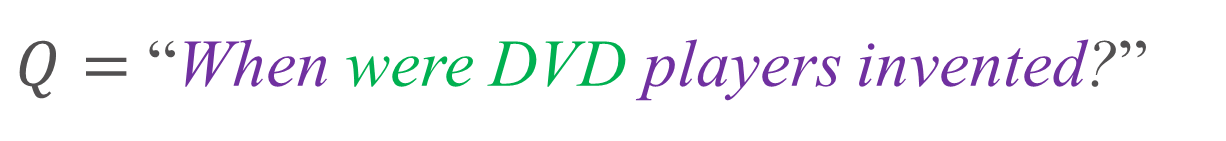 Q = “When were DVD players invented?”